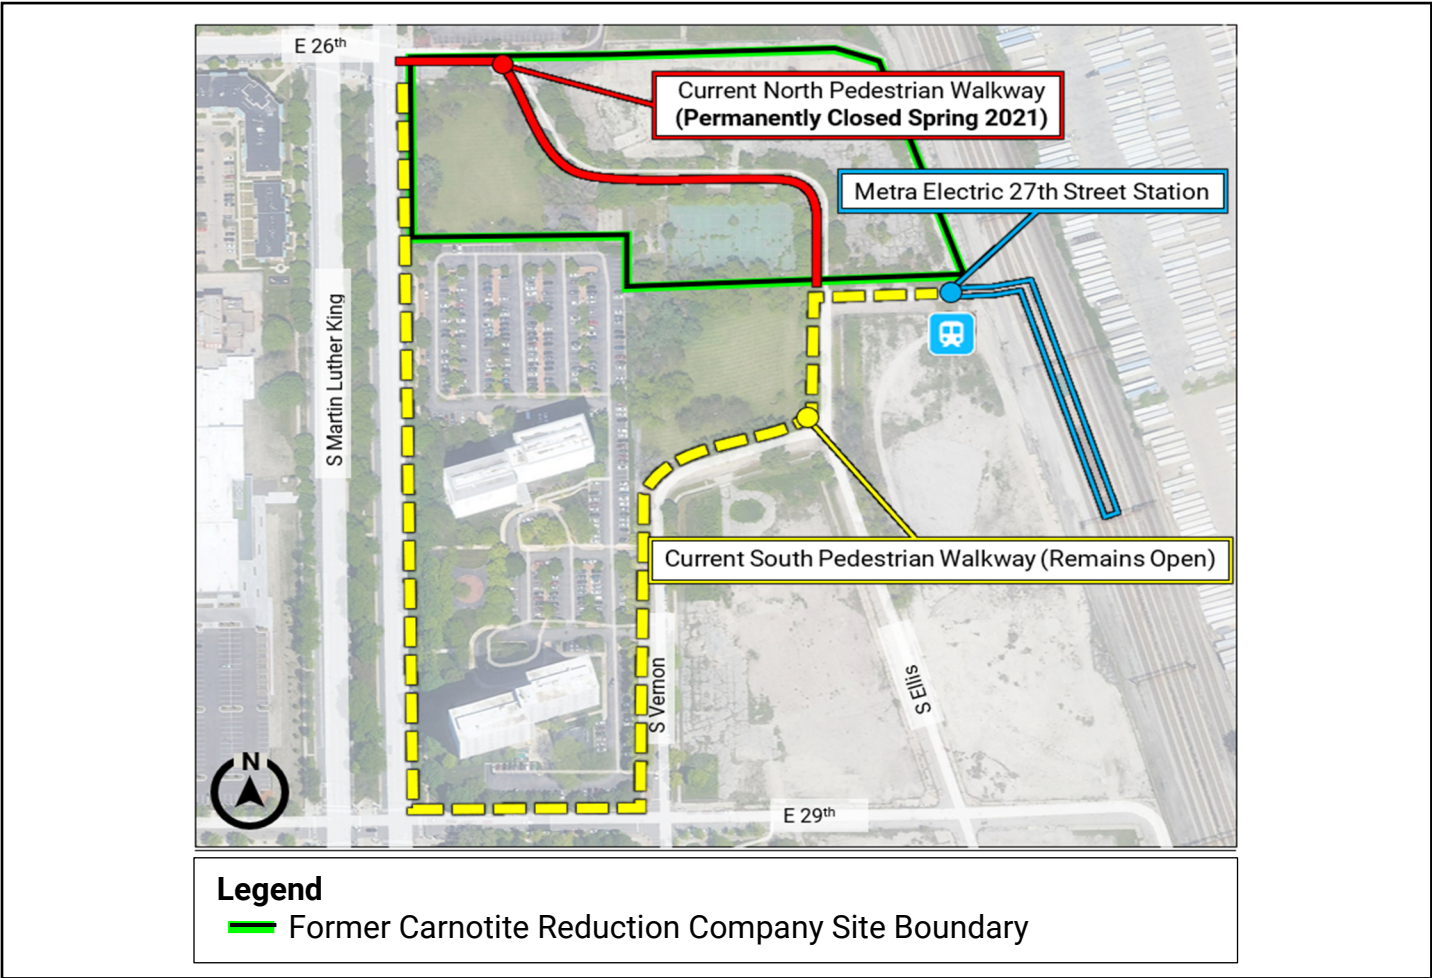 E 26th
Current North Pedestrian Walkway
(Permanently Closed Spring 2021)
Metra Electric 27th Street Station
S Martin Luther King
Current South Pedestrian Walkway (Remains Open)
S Vernon
S Ellis
N
E 29th
Legend
Former Carnotite Reduction Company Site Boundary